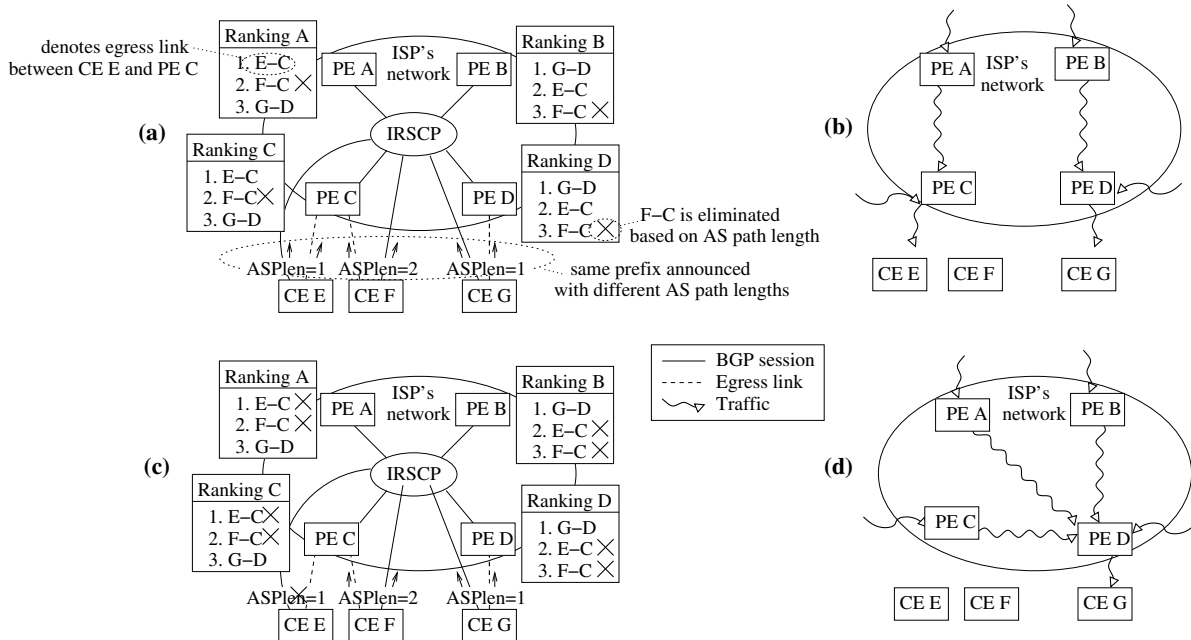 denotes egress link
between CE E and PE C
Ranking A
1. E−C
2. F−C
3. G−D
ISP's
network
PE A
PE B
Ranking B
1. G−D
2. E−C
3. F−C
(a)
IRSCP
Ranking C
1. E−C
2. F−C
3. G−D
PE C
PE D
Ranking D
1. G−D
2. E−C
3. F−C
F−C is eliminated
based on AS path length
ASPlen=1
ASPlen=2
ASPlen=1
same prefix announced
with different AS path lengths
CE E
CE F
CE G
(b)
PE A
ISP's
network
PE B
PE C
PE D
CE E
CE F
CE G
BGP session
Egress link
Traffic
(c)
Ranking A
1. E−C
2. F−C
3. G−D
ISP's
network
PE A
PE B
Ranking B
1. G−D
2. E−C
3. F−C
IRSCP
Ranking C
1. E−C
2. F−C
3. G−D
PE C
PE D
Ranking D
1. G−D
2. E−C
3. F−C
ASPlen=1
ASPlen=2
ASPlen=1
CE E
CE F
CE G
(d)
PE A
ISP's
network
PE B
PE C
PE D
CE E
CE F
CE G